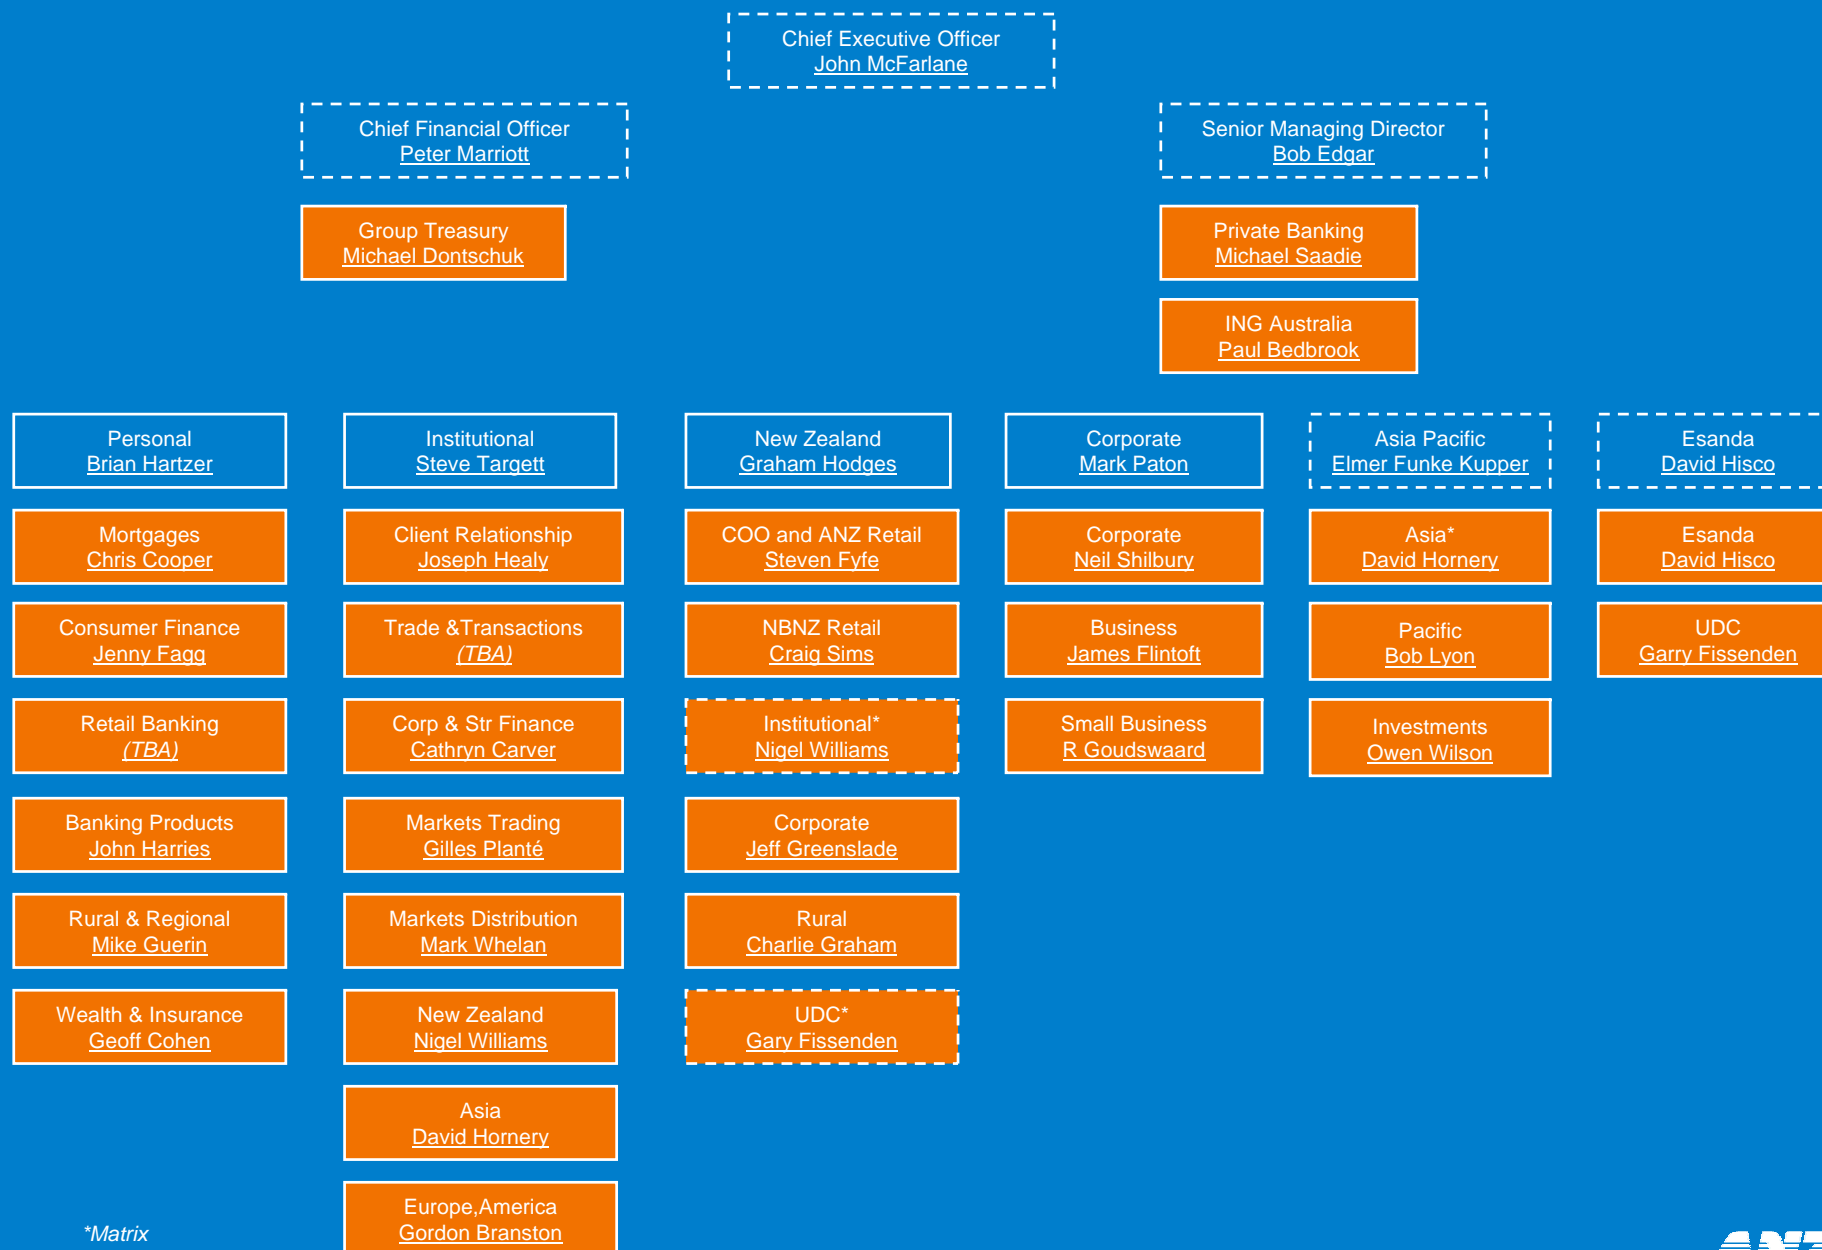 Chief Executive Officer
John McFarlane
Chief Financial Officer
Peter Marriott
Senior Managing Director
Bob Edgar
Group Treasury
Michael Dontschuk
Private Banking
Michael Saadie
ING Australia
Paul Bedbrook
Personal
Brian Hartzer
Mortgages
Chris Cooper
Consumer Finance
Jenny Fagg
Retail Banking
(TBA)
Banking Products
John Harries
Rural & Regional
Mike Guerin
Wealth & Insurance
Geoff Cohen
Institutional
Steve Targett
Client Relationship
Joseph Healy
Trade &Transactions
(TBA)
Corp & Str Finance
Cathryn Carver
Markets Trading
Gilles Planté
Markets Distribution
Mark Whelan
New Zealand
Nigel Williams
Asia
David Hornery
Europe,America
Gordon Branston
New Zealand
Graham Hodges
COO and ANZ Retail
Steven Fyfe
NBNZ Retail
Craig Sims
Institutional*
Nigel Williams
Corporate
Jeff Greenslade
Rural
Charlie Graham
UDC*
Gary Fissenden
Corporate
Mark Paton
Corporate
Neil Shilbury
Business
James Flintoft
Small Business
R Goudswaard
Asia Pacific
Elmer Funke Kupper
Asia*
David Hornery
Pacific
Bob Lyon
Investments
Owen Wilson
Esanda
David Hisco
Esanda
David Hisco
UDC
Garry Fissenden
*Matrix
ANZ